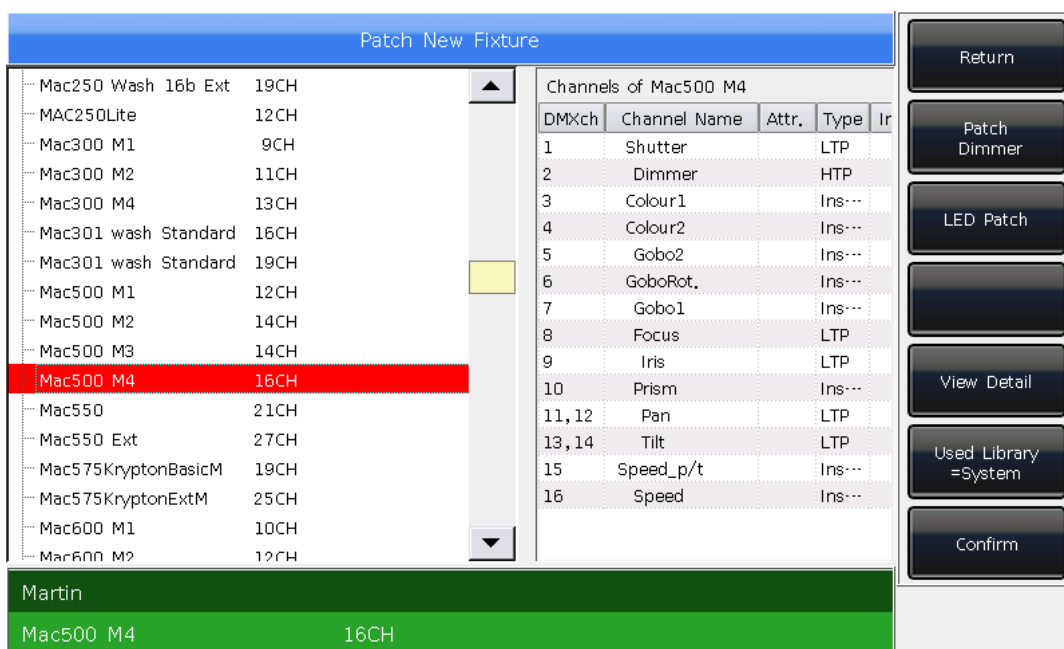 Patch New Fixture
Mac250 Wash 16b Ext 19CH
MAC250Lite 12CH
Mac300 M1 9CH
Mac300 M2 11CH
Mac300 M4 13CH
Mac301 wash Standard 16CH
Mac301 wash Standard 19CH
Mac500 M1 12CH
Mac500 M2 14CH
Mac500 M3 14CH
Mac500 M4 16CH
Mac550 21CH
Mac550 Ext 27CH
Mac575KryptonBasicM 19CH
Mac575KryptonExtM 25CH
Mac600 M1 10CH
Mac600 M2 12CH
Channels of Mac500 M4
DMXch Channel Name Attr. Type In
1 Shutter LTP
2 Dimmer HTP
3 Colour1 Ins···
4 Colour2 Ins···
5 Gobo2 Ins···
6 GoboRot. Ins···
7 Gobo1 Ins···
8 Focus LTP
9 Iris LTP
10 Prism Ins···
11,12 Pan LTP
13,14 Tilt LTP
15 Speed_p/t Ins···
16 Speed Ins···
Martin
Mac500 M4 16CH
Return
Patch
Dimmer
LED Patch
View Detail
Used Library
=System
Confirm